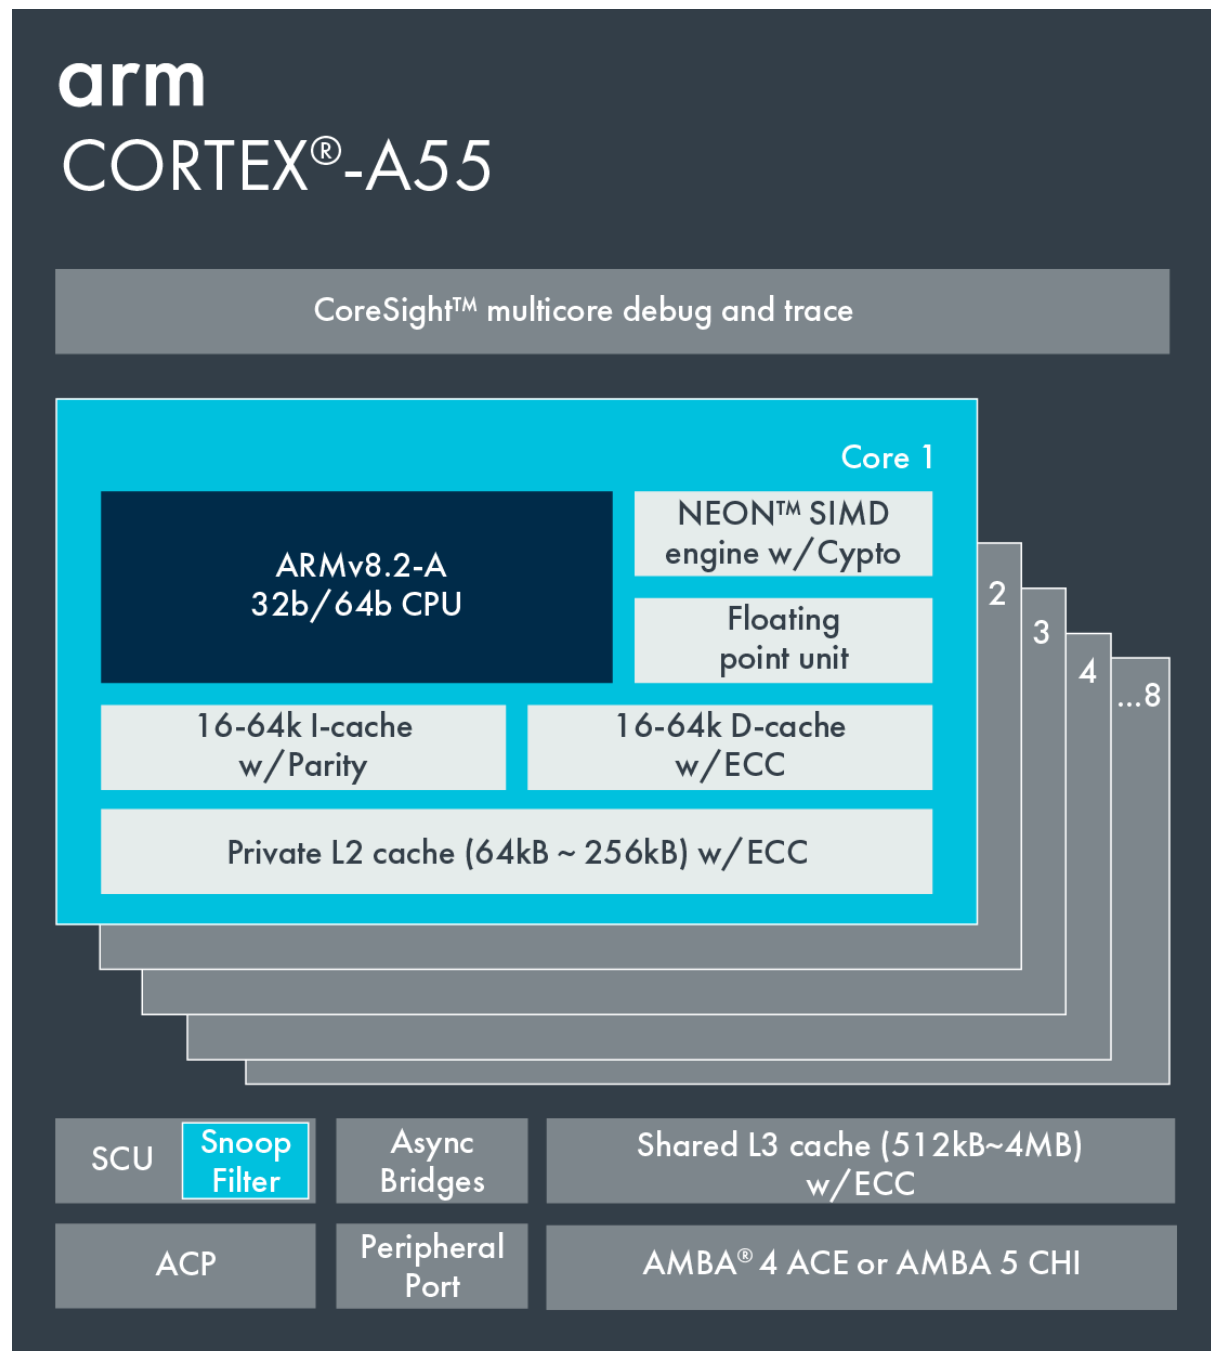 arm
CORTEX®-A55
CoreSight™ multicore debug and trace
Core 1
ARMv8.2-A
32b/64b CPU
NEON™ SIMD
engine w/Cypto
Floating
point unit
16-64k I-cache
w/Parity
16-64k D-cache
w/ECC
Private L2 cache (64kB ~ 256kB) w/ECC
2
3
4
...8
SCU
Snoop
Filter
Async
Bridges
Shared L3 cache (512kB~4MB)
w/ECC
ACP
Peripheral
Port
AMBA® 4 ACE or AMBA 5 CHI